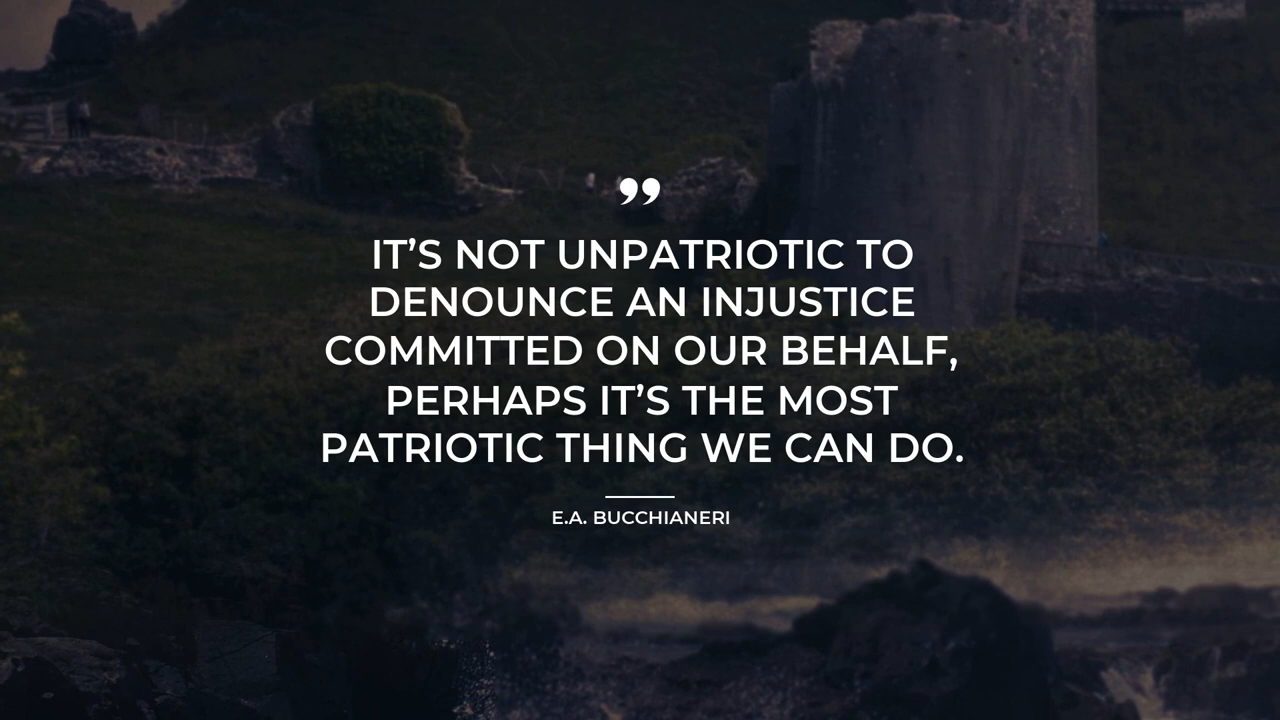 ”
IT’S NOT UNPATRIOTIC TO
DENOUNCE AN INJUSTICE
COMMITTED ON OUR BEHALF,
PERHAPS IT’S THE MOST
PATRIOTIC THING WE CAN DO.
E.A. BUCCHIANERI